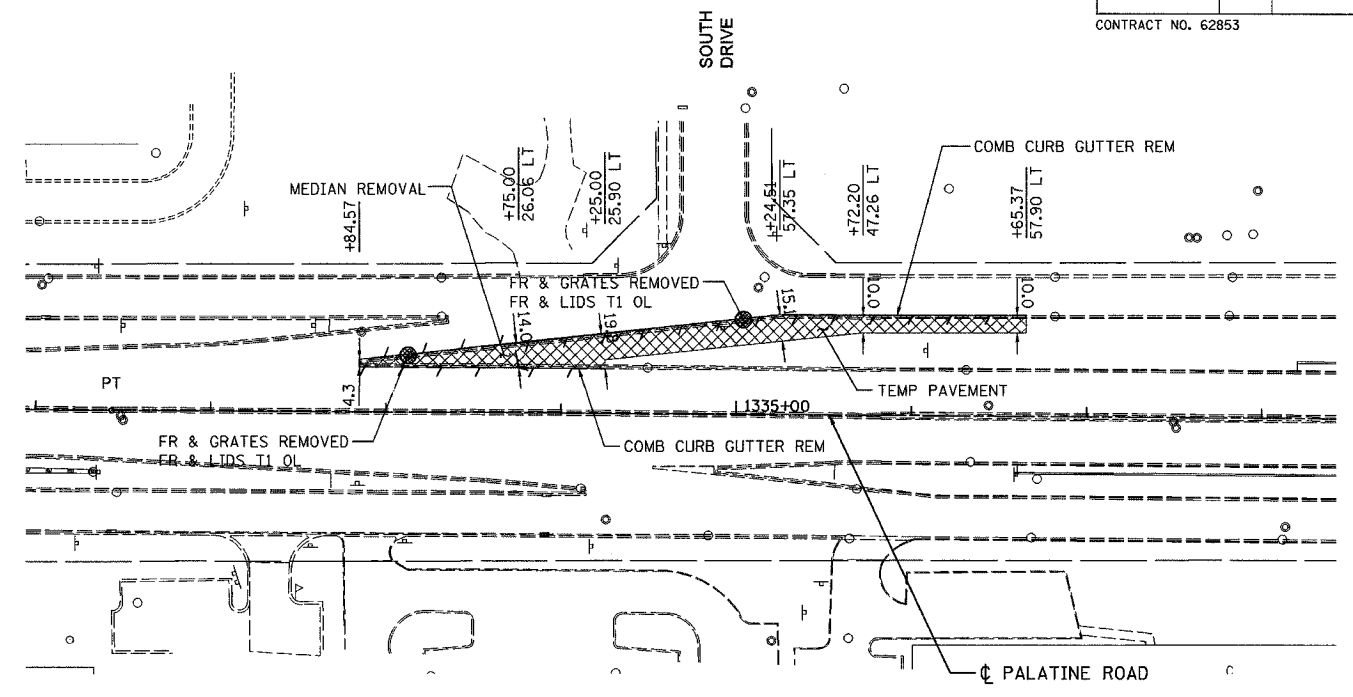 CONTRACT NO. 62853
SOUTH
DRIVE
COMB CURB GUTTER REM
MEDIAN REMOVAL
+84.57
+75.00
26.06 LT
+25.00
25.90 LT
+24.51
57.35 LT
+72.20
47.26 LT
+65.37
57.90 LT
FR & GRATES REMOVED
FR & LIDS T1 OL
14.0
15.1
10.0
10.0
4.3
PT
TEMP PAVEMENT
1335+00
FR & GRATES REMOVED
FR & LIDS T1 OL
COMB CURB GUTTER REM
℄ PALATINE ROAD